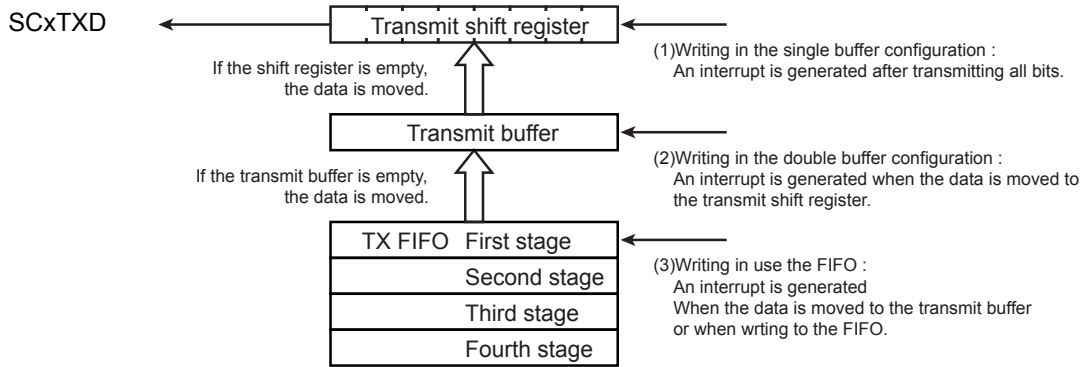 SCxTXD
Transmit shift register
(1)Writing in the single buffer configuration :
An interrupt is generated after transmitting all bits.
If the shift register is empty,
the data is moved.
Transmit buffer
(2)Writing in the double buffer configuration :
An interrupt is generated when the data is moved to
the transmit shift register.
If the transmit buffer is empty,
the data is moved.
TX FIFO First stage
Second stage
Third stage
Fourth stage
(3)Writing in use the FIFO :
An interrupt is generated
When the data is moved to the transmit buffer
or when wrting to the FIFO.